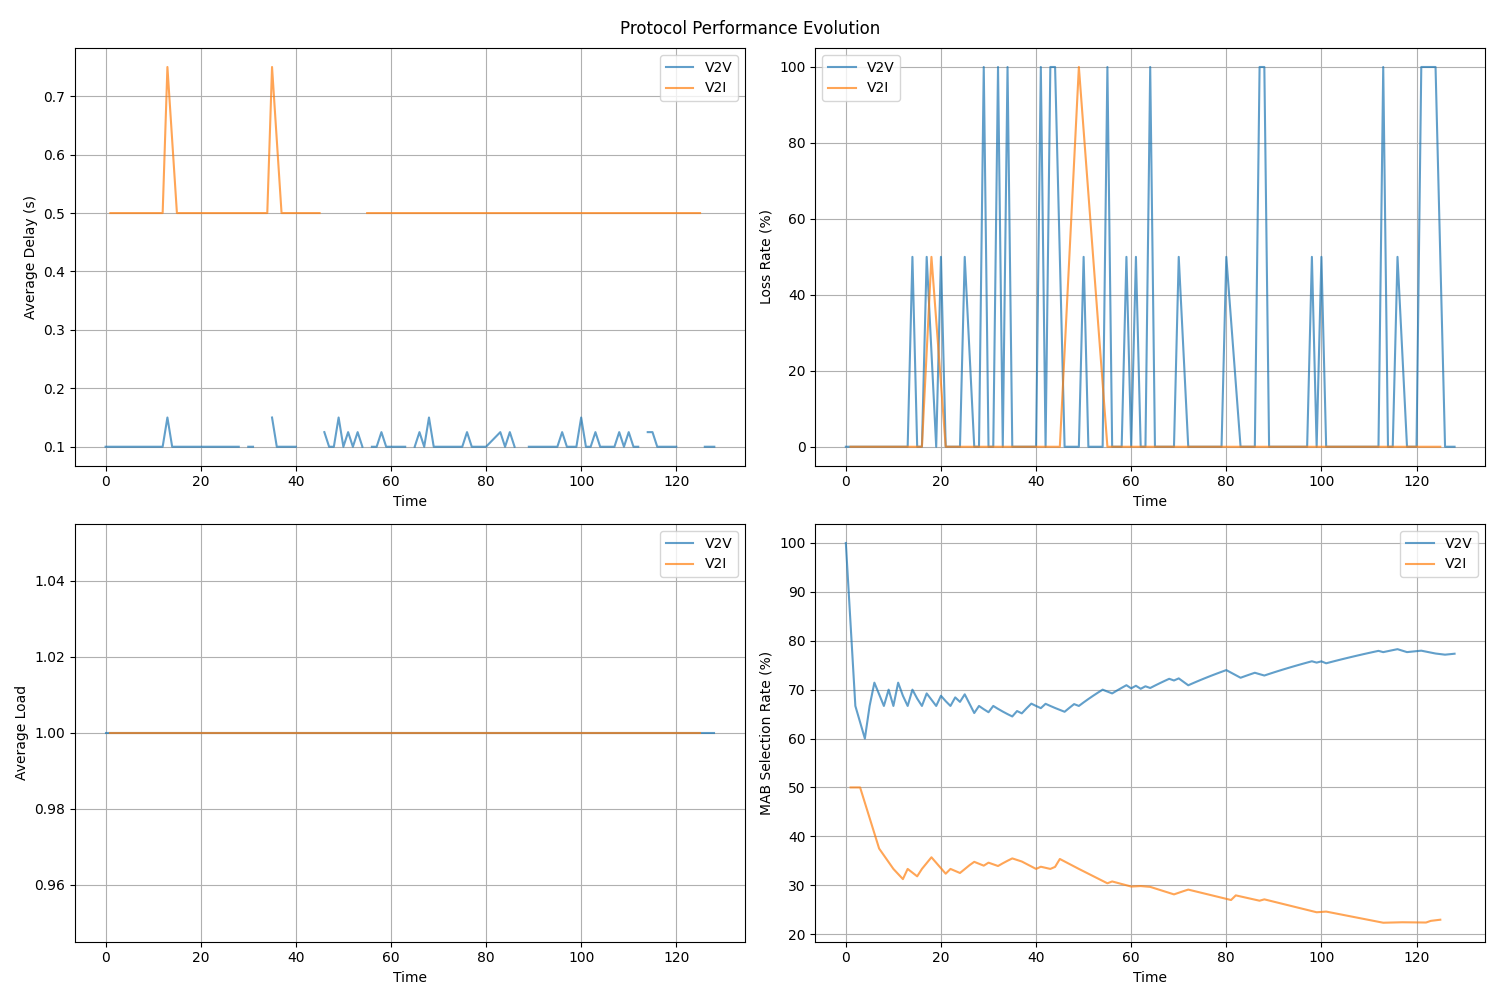 Protocol Performance Evolution
Average Delay (s)
0.7
0.6
0.5
0.4
0.3
0.2
0.1
V2V
V2I
0 20 40 60 80 100 120
Time
Loss Rate (%)
100
80
60
40
20
0
V2V
V2I
0 20 40 60 80 100 120
Time
Average Load
1.04
1.02
1.00
0.98
0.96
V2V
V2I
0 20 40 60 80 100 120
Time
MAB Selection Rate (%)
100
90
80
70
60
50
40
30
20
V2V
V2I
0 20 40 60 80 100 120
Time